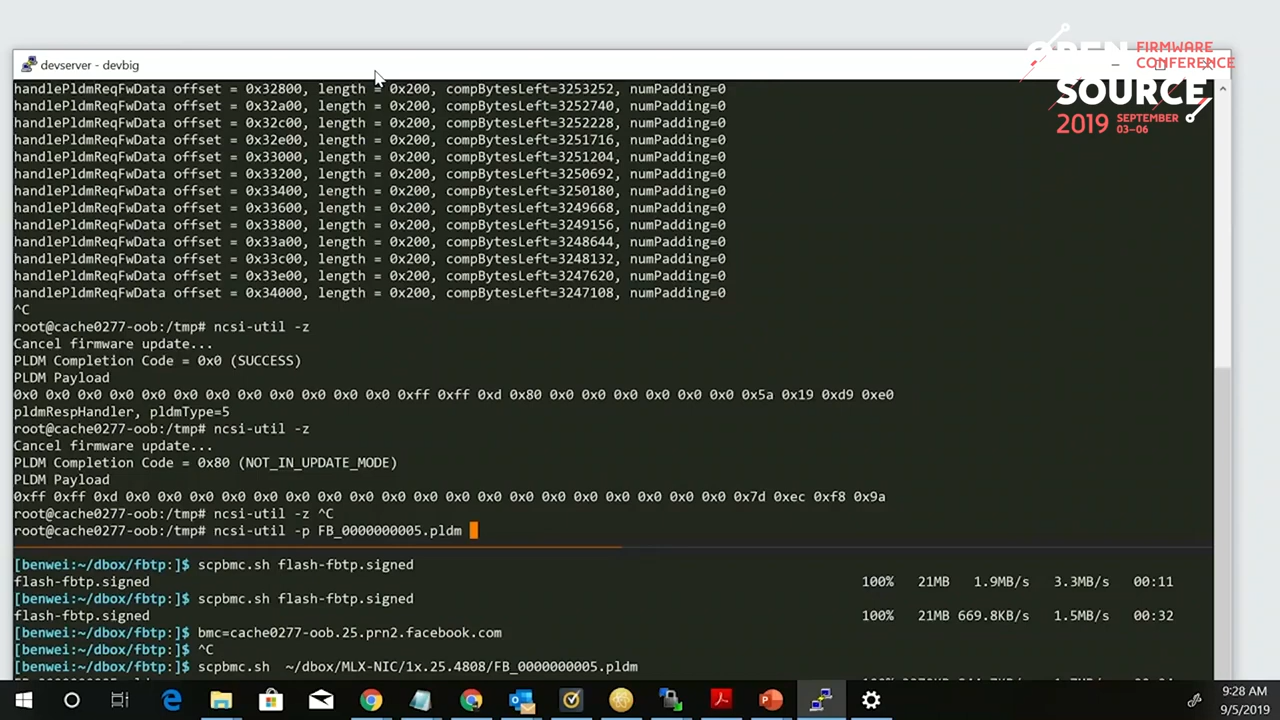 OPEN
FIRMWARE
CONFERENCE
SOURCE
2019
SEPTEMBER
03-06
devserver - devbig
handlePldmReqFwData offset = 0x32800, length = 0x200, compBytesLeft=3253252, numPadding=0
handlePldmReqFwData offset = 0x32a00, length = 0x200, compBytesLeft=3252740, numPadding=0
handlePldmReqFwData offset = 0x32c00, length = 0x200, compBytesLeft=3252228, numPadding=0
handlePldmReqFwData offset = 0x32e00, length = 0x200, compBytesLeft=3251716, numPadding=0
handlePldmReqFwData offset = 0x33000, length = 0x200, compBytesLeft=3251204, numPadding=0
handlePldmReqFwData offset = 0x33200, length = 0x200, compBytesLeft=3250692, numPadding=0
handlePldmReqFwData offset = 0x33400, length = 0x200, compBytesLeft=3250180, numPadding=0
handlePldmReqFwData offset = 0x33600, length = 0x200, compBytesLeft=3249668, numPadding=0
handlePldmReqFwData offset = 0x33800, length = 0x200, compBytesLeft=3249156, numPadding=0
handlePldmReqFwData offset = 0x33a00, length = 0x200, compBytesLeft=3248644, numPadding=0
handlePldmReqFwData offset = 0x33c00, length = 0x200, compBytesLeft=3248132, numPadding=0
handlePldmReqFwData offset = 0x33e00, length = 0x200, compBytesLeft=3247620, numPadding=0
handlePldmReqFwData offset = 0x34000, length = 0x200, compBytesLeft=3247108, numPadding=0
^C
root@cache0277-oob:/tmp# ncsi-util -z
Cancel firmware update...
PLDM Completion Code = 0x0 (SUCCESS)
PLDM Payload
0x0 0x0 0x0 0x0 0x0 0x0 0x0 0x0 0x0 0xff 0xff 0xd 0x80 0x0 0x0 0x0 0x0 0x0 0x5a 0x19 0xd9 0xe0
pldmRespHandler, pldmType=5
root@cache0277-oob:/tmp# ncsi-util -z
Cancel firmware update...
PLDM Completion Code = 0x80 (NOT_IN_UPDATE_MODE)
PLDM Payload
0xff 0xff 0xd 0x0 0x0 0x0 0x0 0x0 0x0 0x0 0x0 0x0 0x0 0x0 0x0 0x0 0x0 0x0 0x7d 0xec 0xf8 0x9a
root@cache0277-oob:/tmp# ncsi-util -z ^C
root@cache0277-oob:/tmp# ncsi-util -p FB_0000000005.pldm
[benwei:~/dbox/fbtp:]$ scpbmc.sh flash-fbtp.signed
flash-fbtp.signed 100% 21MB 1.9MB/s 3.3MB/s 00:11
[benwei:~/dbox/fbtp:]$ scpbmc.sh flash-fbtp.signed
flash-fbtp.signed 100% 21MB 669.8KB/s 1.5MB/s 00:32
[benwei:~/dbox/fbtp:]$ bmc=cache0277-oob.25.prn2.facebook.com
[benwei:~/dbox/fbtp:]$ ^C
[benwei:~/dbox/fbtp:]$ scpbmc.sh ~/dbox/MLX-NIC/1x.25.4808/FB_0000000005.pldm
9:28 AM
9/5/2019